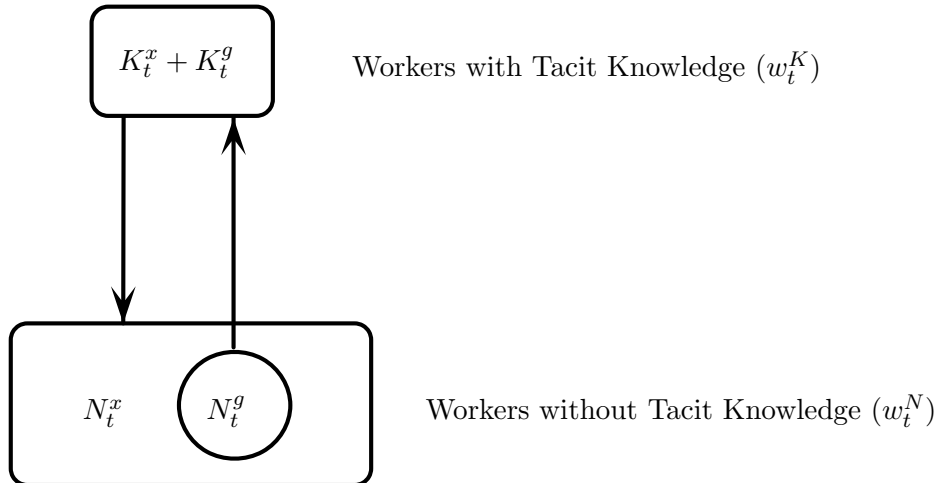 $K_t^x + K_t^g$ Workers with Tacit Knowledge ($w_t^K$)
$N_t^x$ $N_t^g$ Workers without Tacit Knowledge ($w_t^N$)